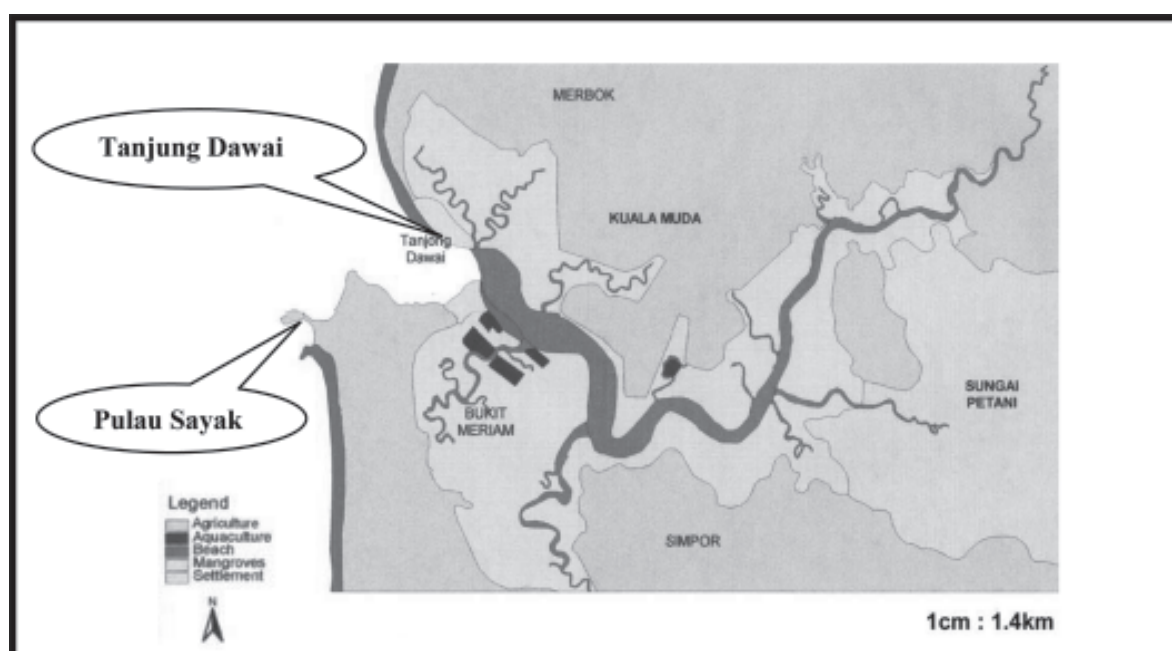 MERBOK
Tanjung Dawai
KUALA MUDA
Tanjong
Dawai
SUNGAI
PETANI
Pulau Sayak
BUKIT
MERIAM
Legend
Agriculture
Aquaculture
Beach
Mangroves
Settlement
SIMPOR
N
1cm : 1.4km